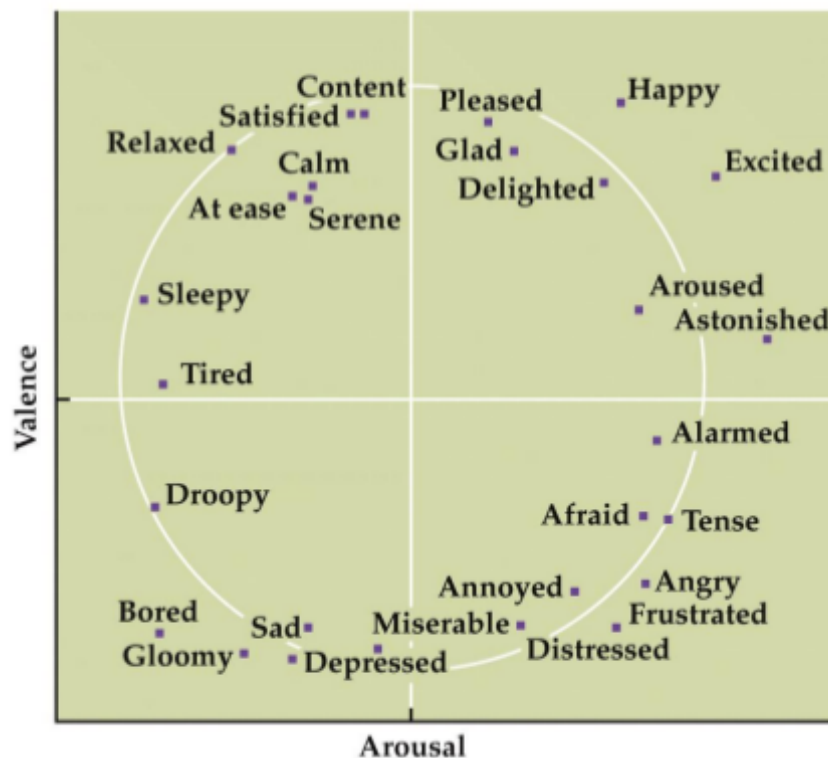 Content
Happy
Satisfied
Pleased
Relaxed
Glad
Excited
Calm
Delighted
At ease
Serene
Sleepy
Aroused
Astonished
Tired
Valence
Alarmed
Droopy
Afraid
Tense
Annoyed
Angry
Bored
Sad
Miserable
Frustrated
Gloomy
Depressed
Distressed
Arousal